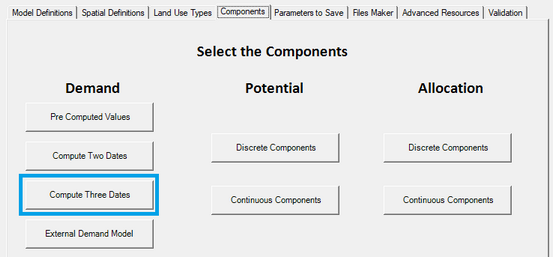 Model Definitions Spatial Definitions Land Use Types Components Parameters to Save Files Maker Advanced Resources Validation
Select the Components
Demand Potential Allocation
Pre Computed Values
Discrete Components Discrete Components
Compute Two Dates
Compute Three Dates
Continuous Components Continuous Components
External Demand Model